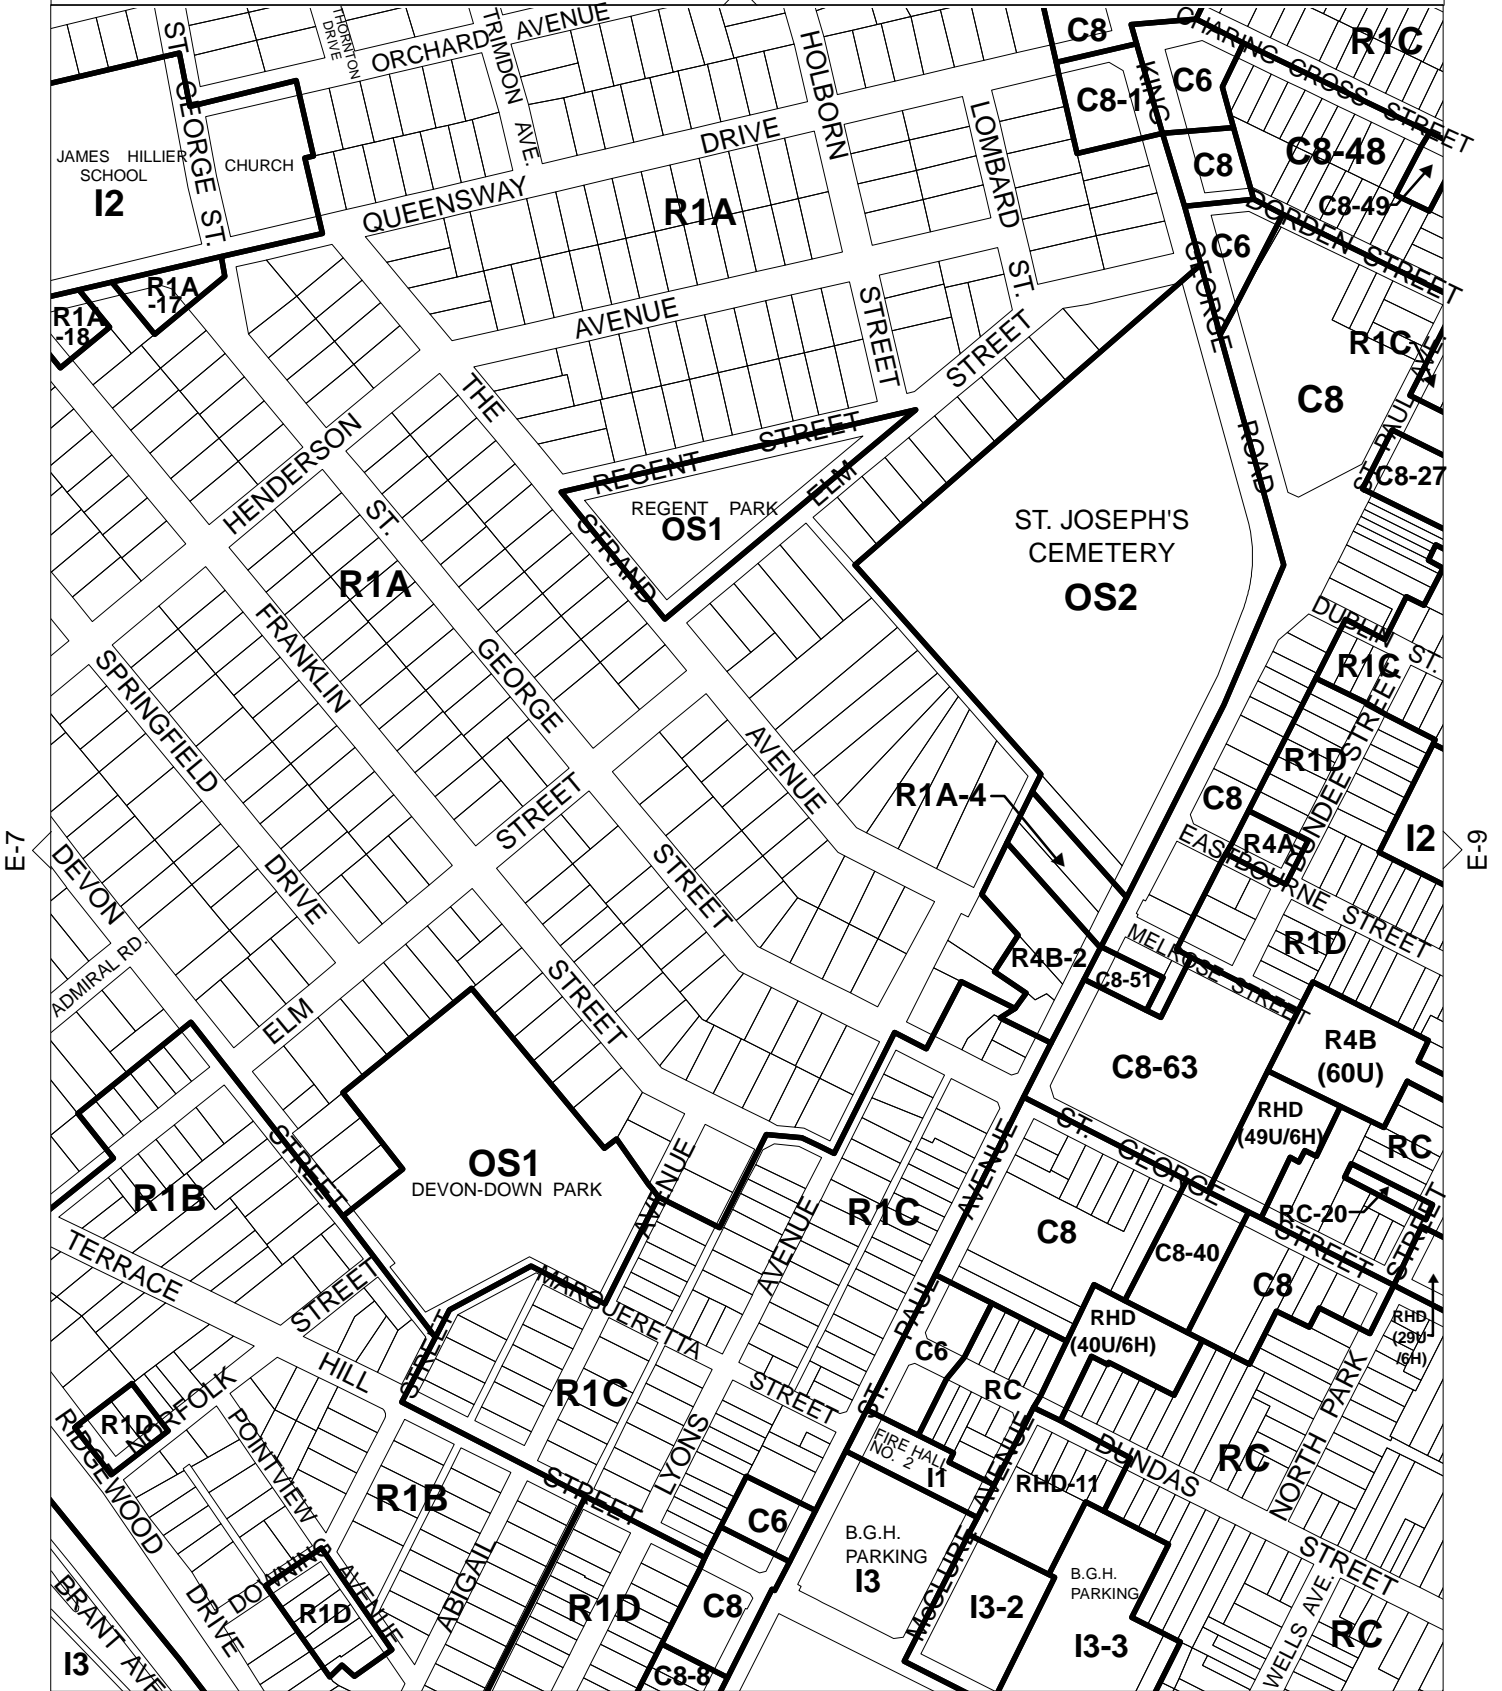 ST.
GEORGE
ST.
THORNTON
DRIVE
ORCHARD
AVENUE
TRIMDON
AVE.
HOLBORN
STREET
LOMBARD
ST.
C8
C8-1
KING
C6
CHARING CROSS STREET
R1C
JAMES HILLIER
SCHOOL
I2
CHURCH
QUEENSWAY
DRIVE
R1A
C8
C8-48
C8-49
DORDEN STREET
C6
GEORGE
ROAD
R1A
-17
R1A
-18
AVENUE
STREET
R1C
C8
ST. PAUL AVE.
C8-27
THE
STRAND
HENDERSON
ST.
GEORGE
STREET
REGENT STREET
REGENT PARK
OS1
ELM
ST. JOSEPH'S
CEMETERY
OS2
R1A
FRANKLIN
STREET
SPRINGFIELD
DRIVE
AVENUE
STREET
R1A-4
DUBLIN ST.
R1C
R1D
DUNDEE STREET
C8
R4A
I2
EASTBOURNE STREET
R1D
E-7
E-9
DEVON
ADMIRAL RD.
ELM
STREET
R4B-2
C8-51
MELROSE STREET
C8-63
R4B
(60U)
RHD
(49U/6H)
RC
RC-20
OS1
DEVON-DOWN PARK
R1B
STREET
AVENUE
R1C
AVENUE
ST. GEORGE
STREET
C8
C8-40
C8
STREET
TERRACE
HILL
STREET
STREET
MARGUERETTA
STREET
AVENUE
PAUL
ST.
C6
RHD
(40U/6H)
RHD
(29U
/6H)
RC
NORTH PARK
R1D
NORFOLK
RIDGEWOOD
DRIVE
POINTVIEW
AVENUE
DOWNING
R1D
R1B
R1C
LYONS
FIRE HALL
NO. 2
I1
AVENUE
McCLURE
RHD-11
DUNDAS
STREET
RC
ABIGAIL
R1D
C6
C8
C8-8
B.G.H.
PARKING
I3
I3-2
B.G.H.
PARKING
I3-3
WELLS AVE.
RC
BRANT AVE
I3